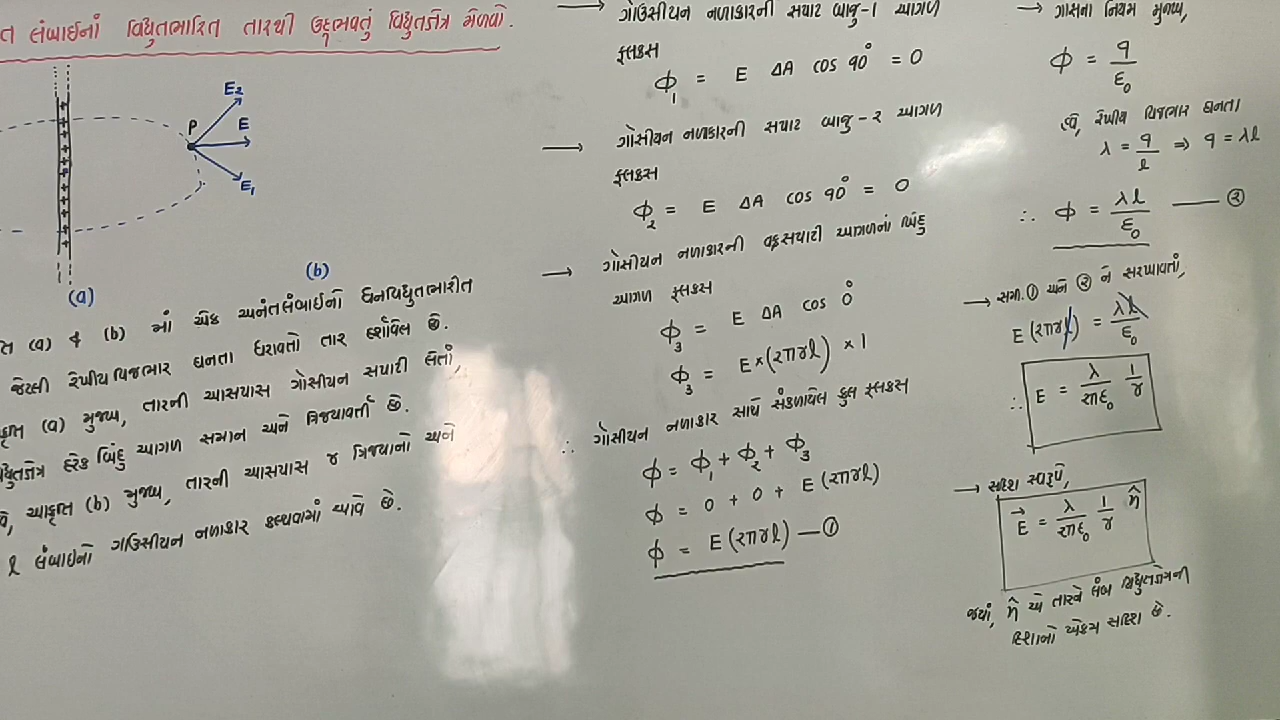 ત લંબાઈનાં વિદ્યુતભારિત તારથી ઉદ્દભવતું વિદ્યુતક્ષેત્ર મેળવો.
P
E₂
E
E₁
(a)
(b)
તિ (a) ર્ક (b) માં એક અનંતલંબાઈનો ધનવિદ્યુતભારીત
જેટલી રેખીય વિજભાર ઘનતા ધરાવતો તાર દર્શાવેલ છે.
કૃતિ (a) મુજબ, તારની આસપાસ ગોસીયન સપાટી લેતાં,
દ્યુતક્ષેત્ર દરેક બિંદુ આગળ સમાન અને ત્રિજ્યાવર્તી છે.
વે, આકૃતિ (b) મુજબ, તારની આસપાસ r ત્રિજ્યાનો અને
l લંબાઈનો ગાઉસીયન નળાકાર કલ્પવામાં આવે છે.
→ ગાઉસીયન નળાકારની સપાટ બાજુ-1 આગળ
ફ્લક્સ
ϕ₁ = E ΔA cos 90° = 0
→ ગોસીયન નળાકારની સપાટ બાજુ-૨ આગળ
ફ્લક્સ
ϕ₂ = E ΔA cos 90° = 0
→ ગોસીયન નળાકારની વક્રસપાટી આગળનાં બિંદુ
આગળ ફ્લક્સ
ϕ₃ = E ΔA cos 0°
ϕ₃ = E×(2πrl) × 1
∴ ગોસીયન નળાકાર સાથે સંકળાયેલ કુલ ફ્લક્સ
ϕ = ϕ₁ + ϕ₂ + ϕ₃
ϕ = 0 + 0 + E (2πrl)
ϕ = E (2πrl) — ①
→ ગાસના નિયમ મુજબ,
ϕ = q/ε₀
હવે, રેખીય વિજભાર ઘનતા
λ = q/l ⇒ q = λl
∴ ϕ = λl/ε₀ — ②
→ સમી. ① અને ② ને સરખાવતાં,
E (2πrl) = λl/ε₀
∴ E = λ/2πε₀ 1/r
→ સદિશ સ્વરૂપે,
E⃗ = λ/2πε₀ 1/r n̂
જ્યાં, n̂ એ તારને લંબ વિદ્યુતક્ષેત્રની
દિશાનો એકમ સદિશ છે.